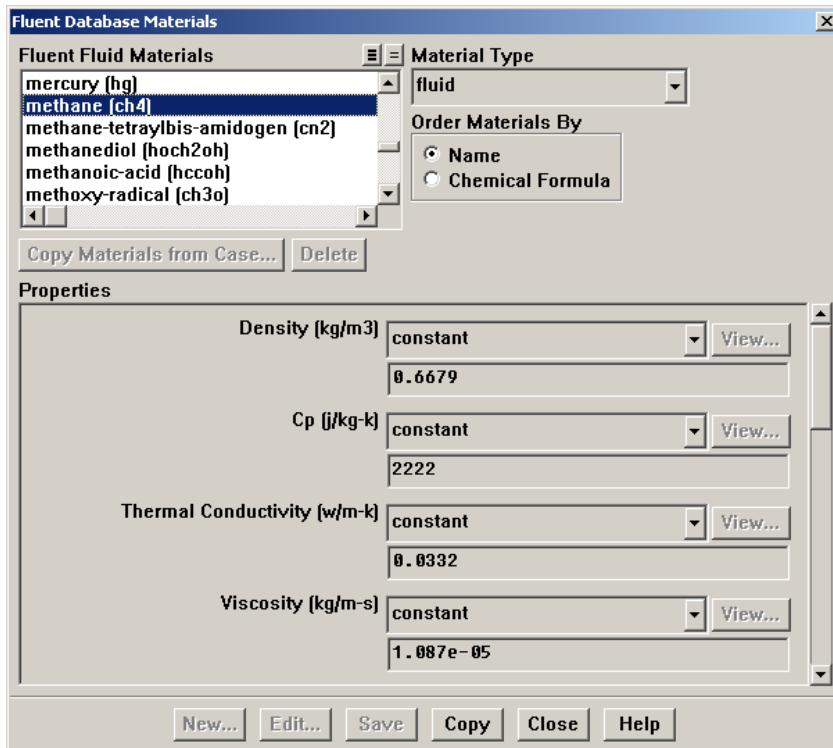 Fluent Database Materials
Fluent Fluid Materials
mercury (hg)
methane (ch4)
methane-tetraylbis-amidogen (cn2)
methanediol (hoch2oh)
methanoic-acid (hccoh)
methoxy-radical (ch3o)
Material Type
fluid
Order Materials By
Name
Chemical Formula
Copy Materials from Case... Delete
Properties
Density (kg/m3) constant View...
0.6679
Cp (j/kg-k) constant View...
2222
Thermal Conductivity (w/m-k) constant View...
0.0332
Viscosity (kg/m-s) constant View...
1.087e-05
New... Edit... Save Copy Close Help